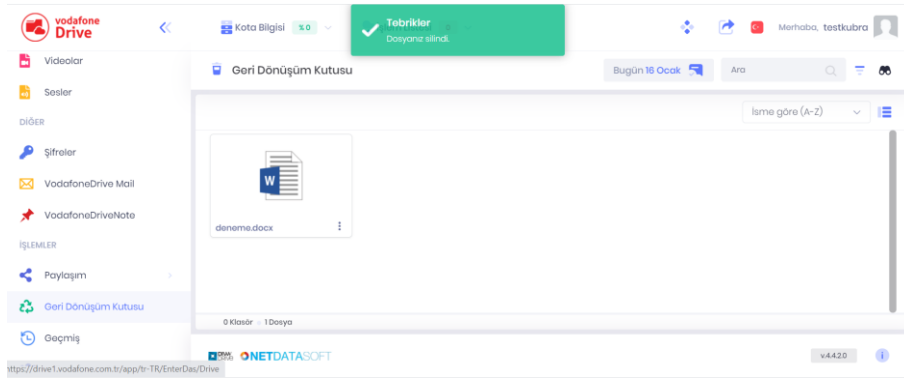 vodafone
Drive
Kota Bilgisi
%0
Tebrikler
Dosyanız silindi.
Merhaba, testkubra
Videolar
Sesler
DİĞER
Şifreler
VodafoneDrive Mail
VodafoneDriveNote
İŞLEMLER
Paylaşım
Geri Dönüşüm Kutusu
Geçmiş
https://drive1.vodafone.com.tr/app/tr-TR/EnterDas/Drive
Geri Dönüşüm Kutusu
Bugün 16 Ocak
Ara
İsme göre (A-Z)
W
deneme.docx
0 Klasör
1 Dosya
NETDATASOFT
v.4.4.2.0
i